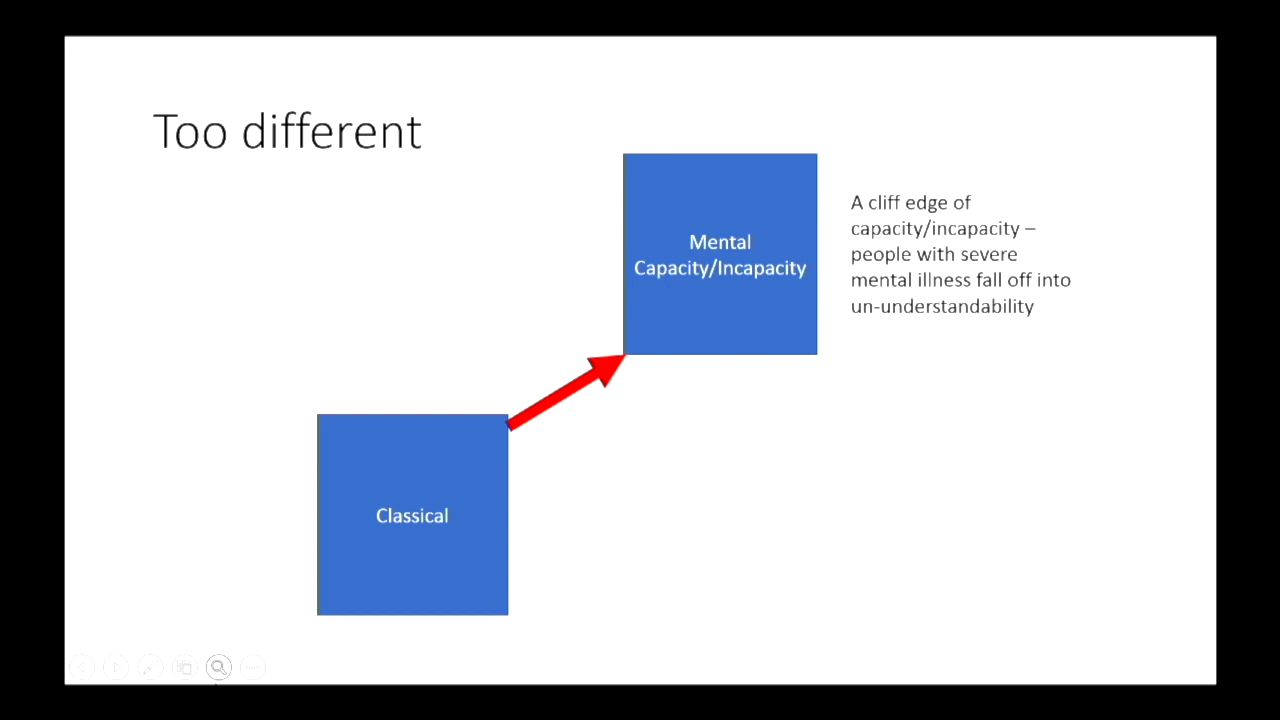 Too different
Mental
Capacity/Incapacity
A cliff edge of
capacity/incapacity –
people with severe
mental illness fall off into
un-understandability
Classical